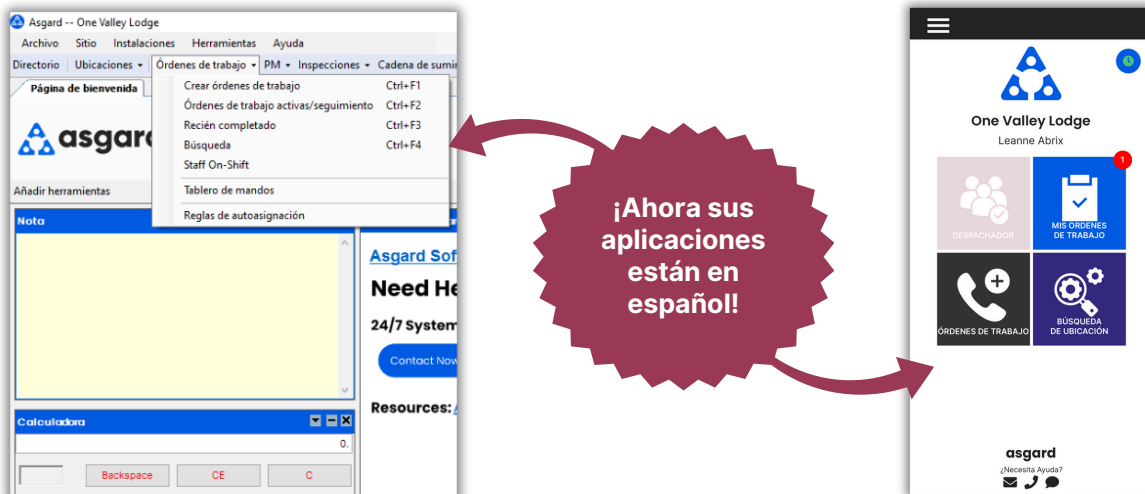 Asgard -- One Valley Lodge
Archivo Sitio Instalaciones Herramientas Ayuda
Directorio Ubicaciones Órdenes de trabajo PM Inspecciones Cadena de sumi
Página de bienvenida
Crear órdenes de trabajo Ctrl+F1
Órdenes de trabajo activas/seguimiento Ctrl+F2
Recién completado Ctrl+F3
Búsqueda Ctrl+F4
Staff On-Shift
Tablero de mandos
Reglas de autoasignación
asgard
Añadir herramientas
Nota
Asgard Sof
Need He
24/7 System
Contact Now
Resources:
Calculadora
0.
Backspace CE C
¡Ahora sus
aplicaciones
están en
español!
One Valley Lodge
Leanne Abrix
1
DESPACHADOR
MIS ORDENES
DE TRABAJO
ÓRDENES DE TRABAJO
BÚSQUEDA
DE UBICACIÓN
asgard
¿Necesita Ayuda?